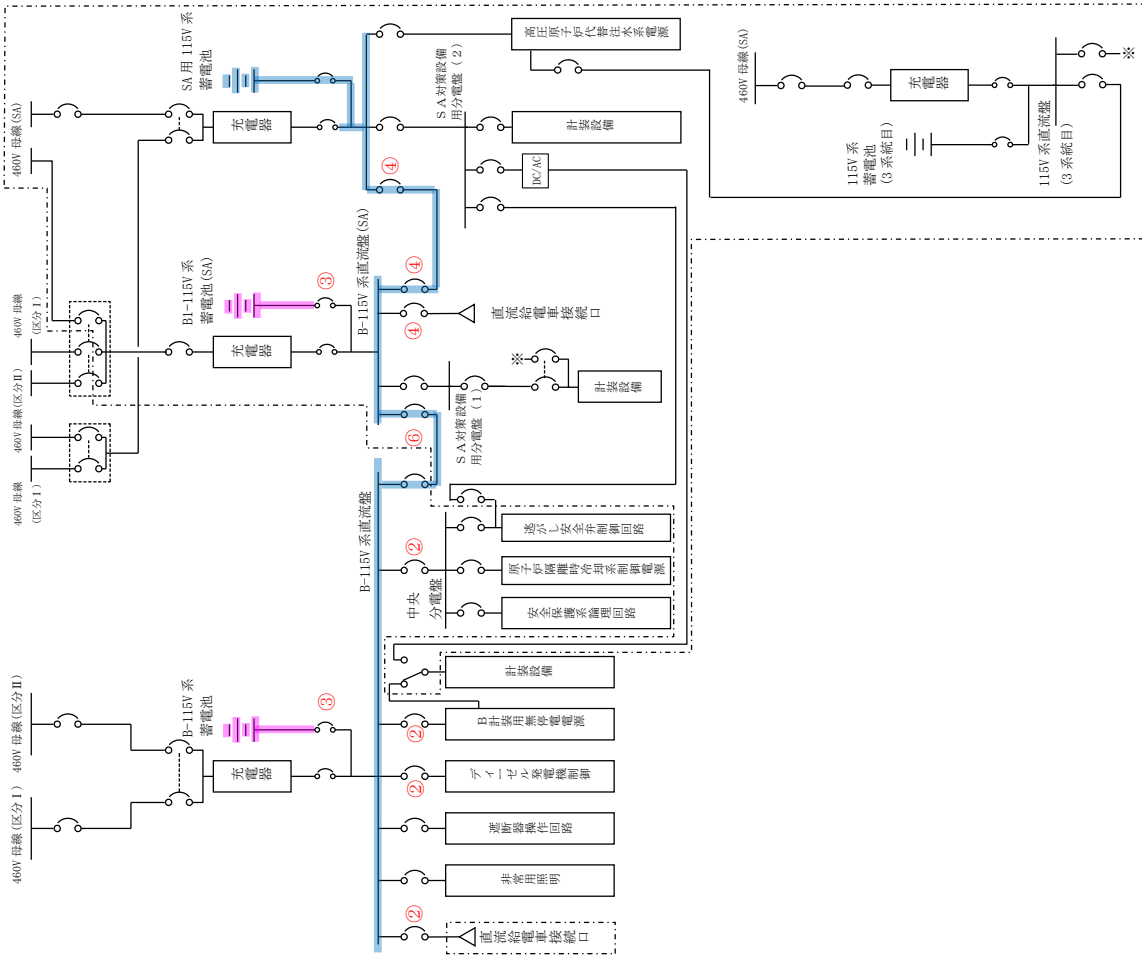 460V 母線(区分Ⅰ)
460V 母線(区分Ⅱ)
B-115V 系
蓄電池
充電器
③
460V 母線
(区分Ⅰ)
460V 母線(区分Ⅱ)
460V 母線
(区分Ⅰ)
460V 母線(SA)
B1-115V 系
蓄電池(SA)
充電器
③
SA 用 115V 系
蓄電池
充電器
B-115V 系直流盤
B-115V 系直流盤(SA)
②
直流給電車接続口
非常用照明
遮断器操作回路
②
ディーゼル発電機制御
②
B計装用無停電電源
計装設備
②
中央
分電盤
安全保護系論理回路
原子炉隔離時冷却系制御電源
逃がし安全弁制御回路
⑥
SA対策設備
用分電盤(1)
※
計装設備
④
直流給電車接続口
④
④
SA対策設備
用分電盤(2)
DC/AC
計装設備
高圧原子炉代替注水系電源
460V 母線(SA)
充電器
115V 系
蓄電池
(3 系統目)
115V 系直流盤
(3 系統目)
※